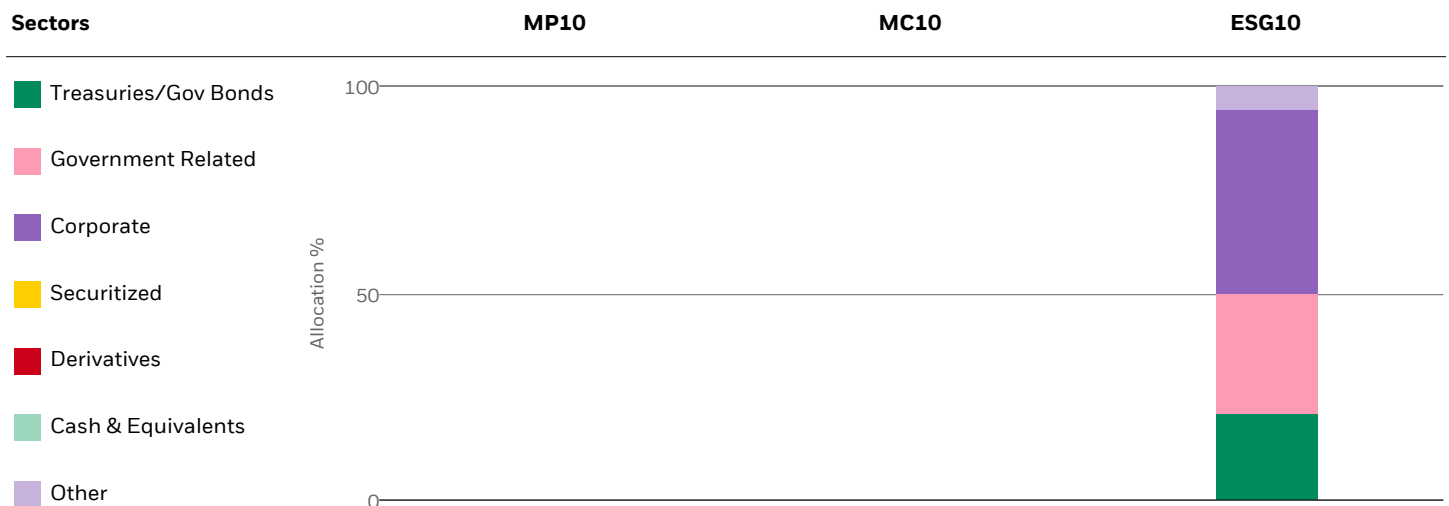 Sectors MP10 MC10 ESG10
Treasuries/Gov Bonds
Government Related
Corporate
Securitized
Derivatives
Cash & Equivalents
Other
Allocation %
100
50
0